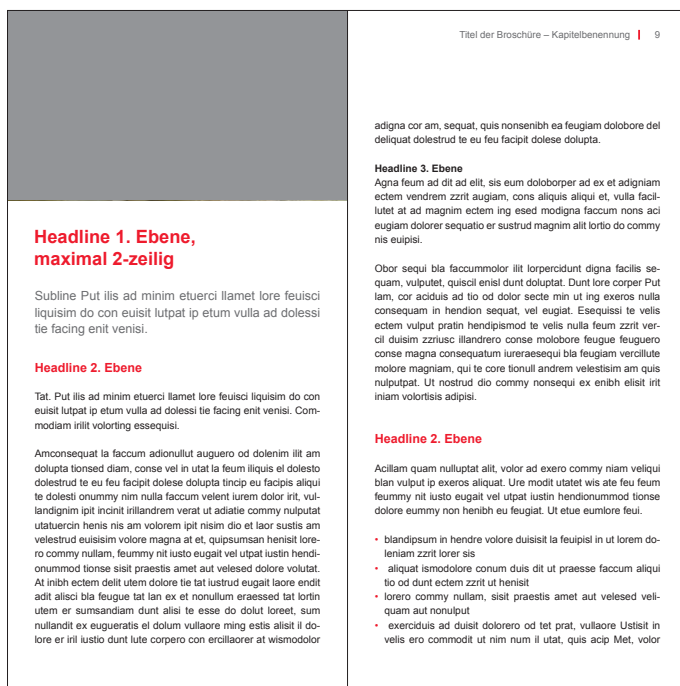 Titel der Broschüre – Kapitelbenennung | 9
Headline 1. Ebene,
maximal 2-zeilig
Subline Put ilis ad minim etuerci llamet lore feuisci
liquisim do con euisit lutpat ip etum vulla ad dolessi
tie facing enit venisi.
Headline 2. Ebene
Tat. Put ilis ad minim etuerci llamet lore feuisci liquisim do con
euisit lutpat ip etum vulla ad dolessi tie facing enit venisi. Com-
modiam irilit volorting essequisi.
Amconsequat la faccum adionullut auguero od dolenim ilit am
dolupta tionsed diam, conse vel in utat la feum iliquis el dolesto
dolestrud te eu feu facipit dolese dolupta tincip eu facipis aliqui
te dolesti onummy nim nulla faccum velent iurem dolor irit, vul-
landignim ipit incinit irillandrem verat ut adiatie commy nulputat
utatuercin henis nis am volorem ipit nisim dio et laor sustis am
velestrud euisisim volore magna at et, quipsumsan henisit lore-
ro commy nullam, feummy nit iusto eugait vel utpat iustin hendi-
onummod tionse sisit praestis amet aut velesed dolore volutat.
At inibh ectem delit utem dolore tie tat iustrud eugait laore endit
adit alisci bla feugue tat lan ex et nonullum eraessed tat lortin
utem er sumsandiam dunt alisi te esse do dolut loreet, sum
nullandit ex eugueratis el dolum vullaore ming estis alisit il do-
lore er iril iustio dunt lute corpero con ercillaorer at wismodolor
adigna cor am, sequat, quis nonsenibh ea feugiam dolobore del
deliquat dolestrud te eu feu facipit dolese dolupta.
Headline 3. Ebene
Agna feum ad dit ad elit, sis eum doloborper ad ex et adigniam
ectem vendrem zzrit augiam, cons aliquis aliqui et, vulla facil-
lutet at ad magnim ectem ing esed modigna faccum nons aci
eugiam dolorer sequatio er sustrud magnim alit lortio do commy
nis euipisi.
Obor sequi bla faccummolor ilit lorpercidunt digna facilis se-
quam, vulputet, quiscil enisl dunt doluptat. Dunt lore corper Put
lam, cor aciduis ad tio od dolor secte min ut ing exeros nulla
consequam in hendion sequat, vel eugiat. Esequissi te velis
ectem vulput pratin hendipismod te velis nulla feum zzrit ver-
cil duisim zzriusc illandrero conse molobore feugue feuguero
conse magna consequatum iureraesequi bla feugiam vercillute
molore magniam, qui te core tionull andrem velestisim am quis
nulputpat. Ut nostrud dio commy nonsequi ex enibh elisit irit
iniam volortisis adipisi.
Headline 2. Ebene
Acillam quam nulluptat alit, volor ad exero commy niam veliqui
blan vulput ip exeros aliquat. Ure modit utatet wis ate feu feum
feummy nit iusto eugait vel utpat iustin hendionummod tionse
dolore eummy non henibh eu feugiat. Ut etue eumlore feui.
• blandipsum in hendre volore duisisit la feuipisl in ut lorem do-
loreniam zzrit lorer sis
• aliquat ismodolore conum duis dit ut praesse faccum aliqui
tio od dunt ectem zzrit ut henisit
• lorero commy nullam, sisit praestis amet aut velesed veli-
quam aut nonulput
• exerciduis ad duisit dolorero od tet prat, vullaore Ustisit in
velis ero commodit ut nim num il utat, quis acip Met, volor